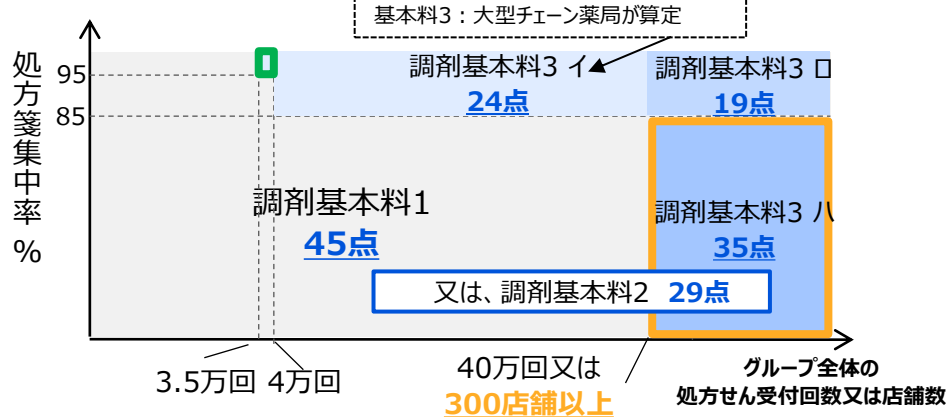 基本料3：大型チェーン薬局が算定
処方箋集中率%
95
85
調剤基本料3 イ
24点
調剤基本料3 ロ
19点
調剤基本料1
45点
調剤基本料3 ハ
35点
又は、調剤基本料2 29点
3.5万回 4万回
40万回又は
300店舗以上
グループ全体の
処方せん受付回数又は店舗数